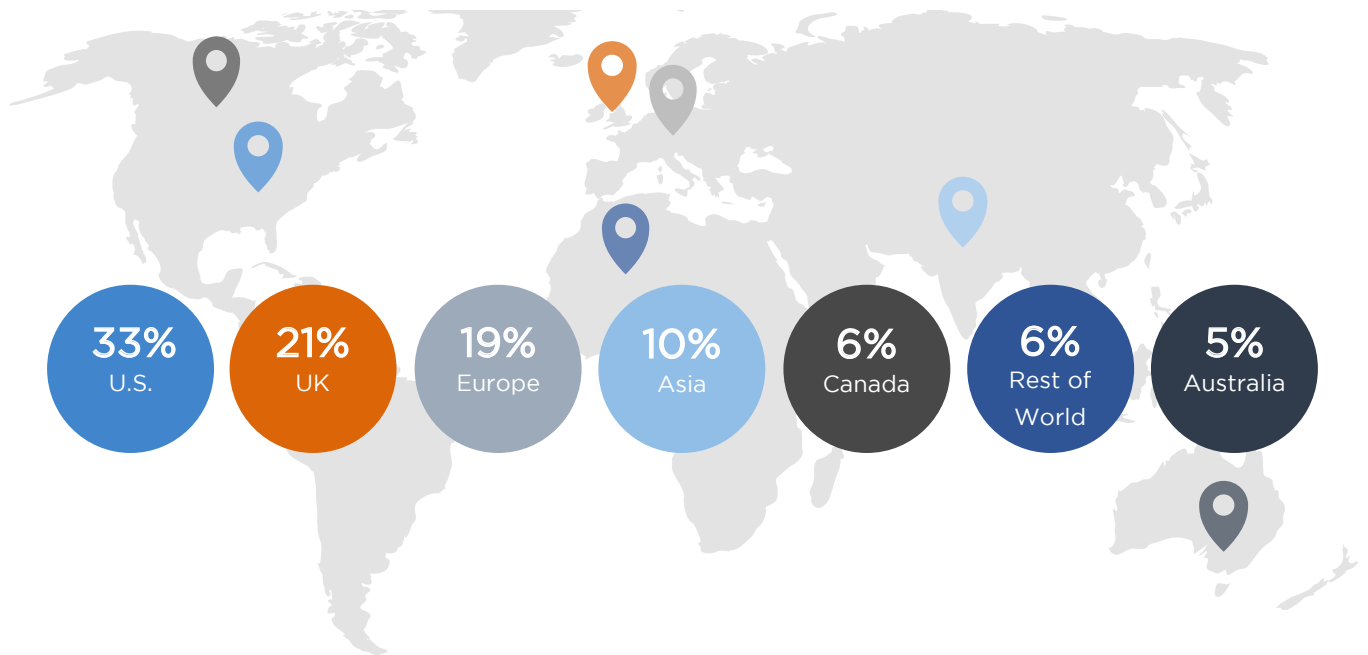 33%
U.S.
21%
UK
19%
Europe
10%
Asia
6%
Canada
6%
Rest of
World
5%
Australia